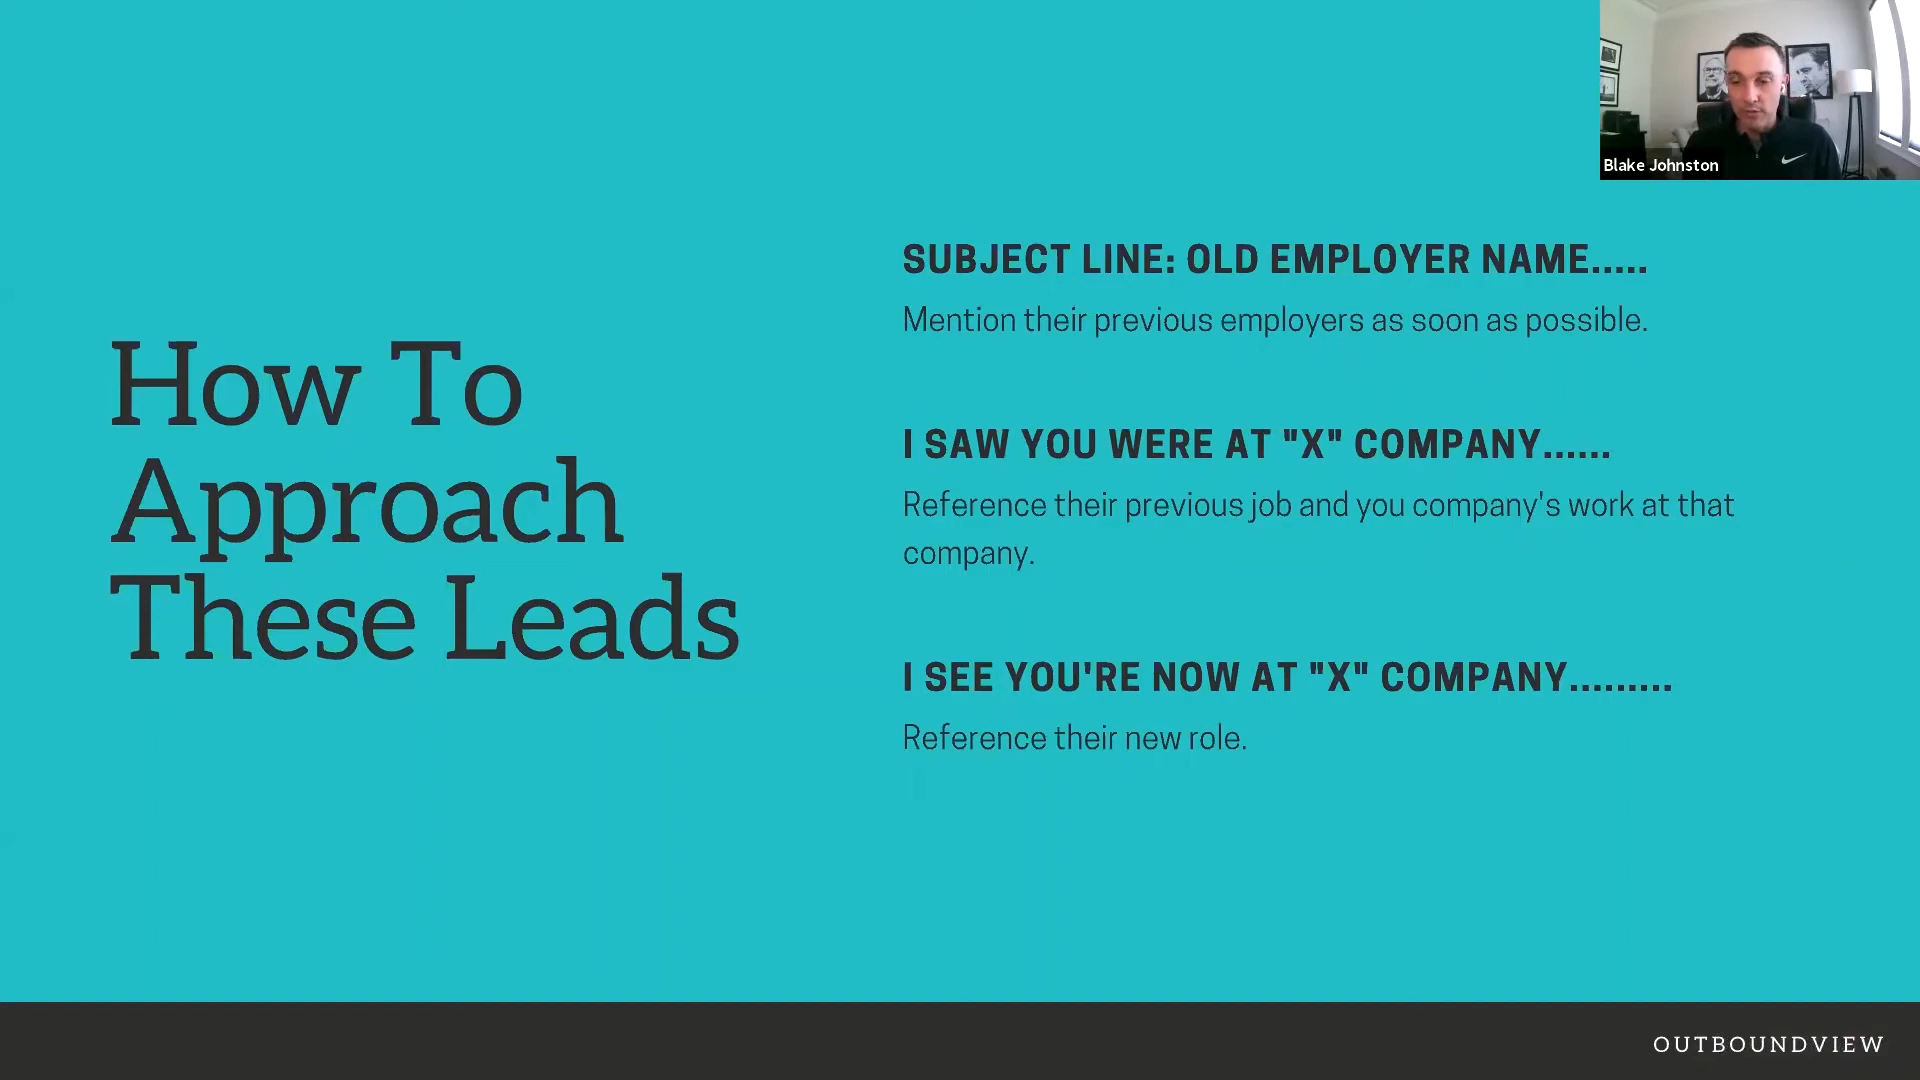 Blake Johnston
How To
Approach
These Leads
SUBJECT LINE: OLD EMPLOYER NAME.....
Mention their previous employers as soon as possible.
I SAW YOU WERE AT "X" COMPANY......
Reference their previous job and you company's work at that
company.
I SEE YOU'RE NOW AT "X" COMPANY.........
Reference their new role.
OUTBOUNDVIEW